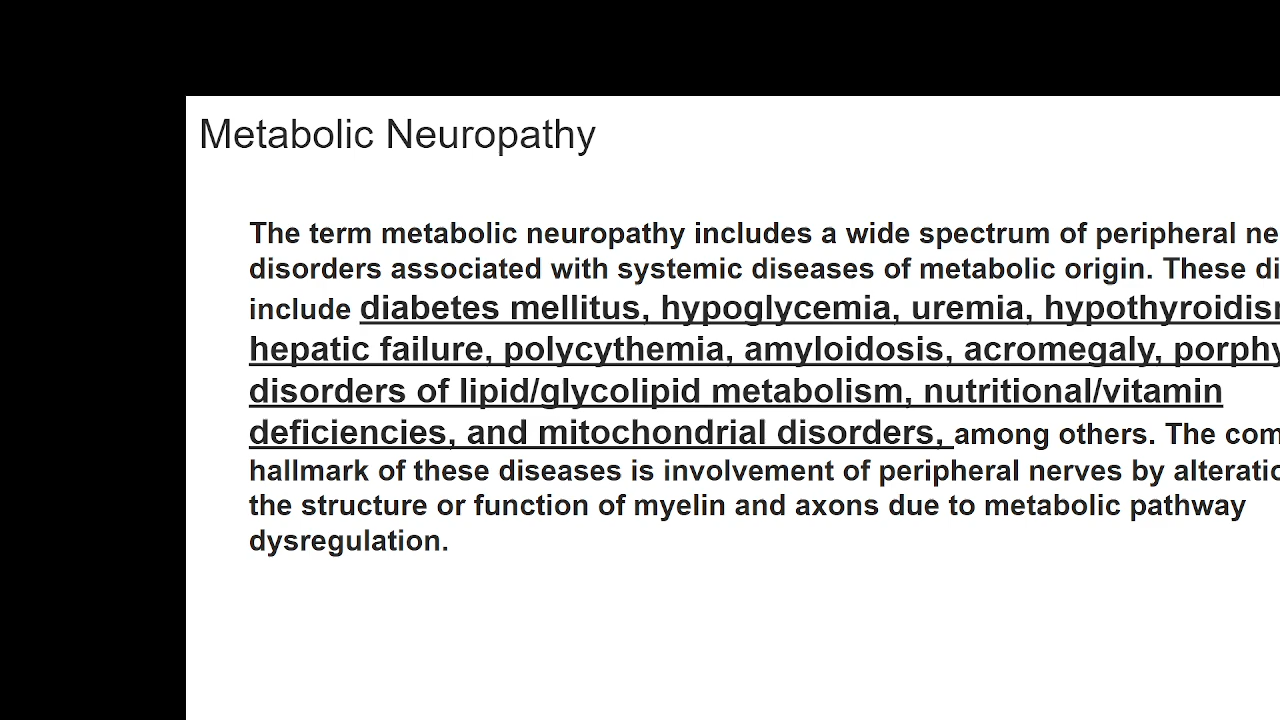 Metabolic Neuropathy
The term metabolic neuropathy includes a wide spectrum of peripheral ne
disorders associated with systemic diseases of metabolic origin. These di
include diabetes mellitus, hypoglycemia, uremia, hypothyroidis
hepatic failure, polycythemia, amyloidosis, acromegaly, porphy
disorders of lipid/glycolipid metabolism, nutritional/vitamin
deficiencies, and mitochondrial disorders, among others. The com
hallmark of these diseases is involvement of peripheral nerves by alteratio
the structure or function of myelin and axons due to metabolic pathway
dysregulation.